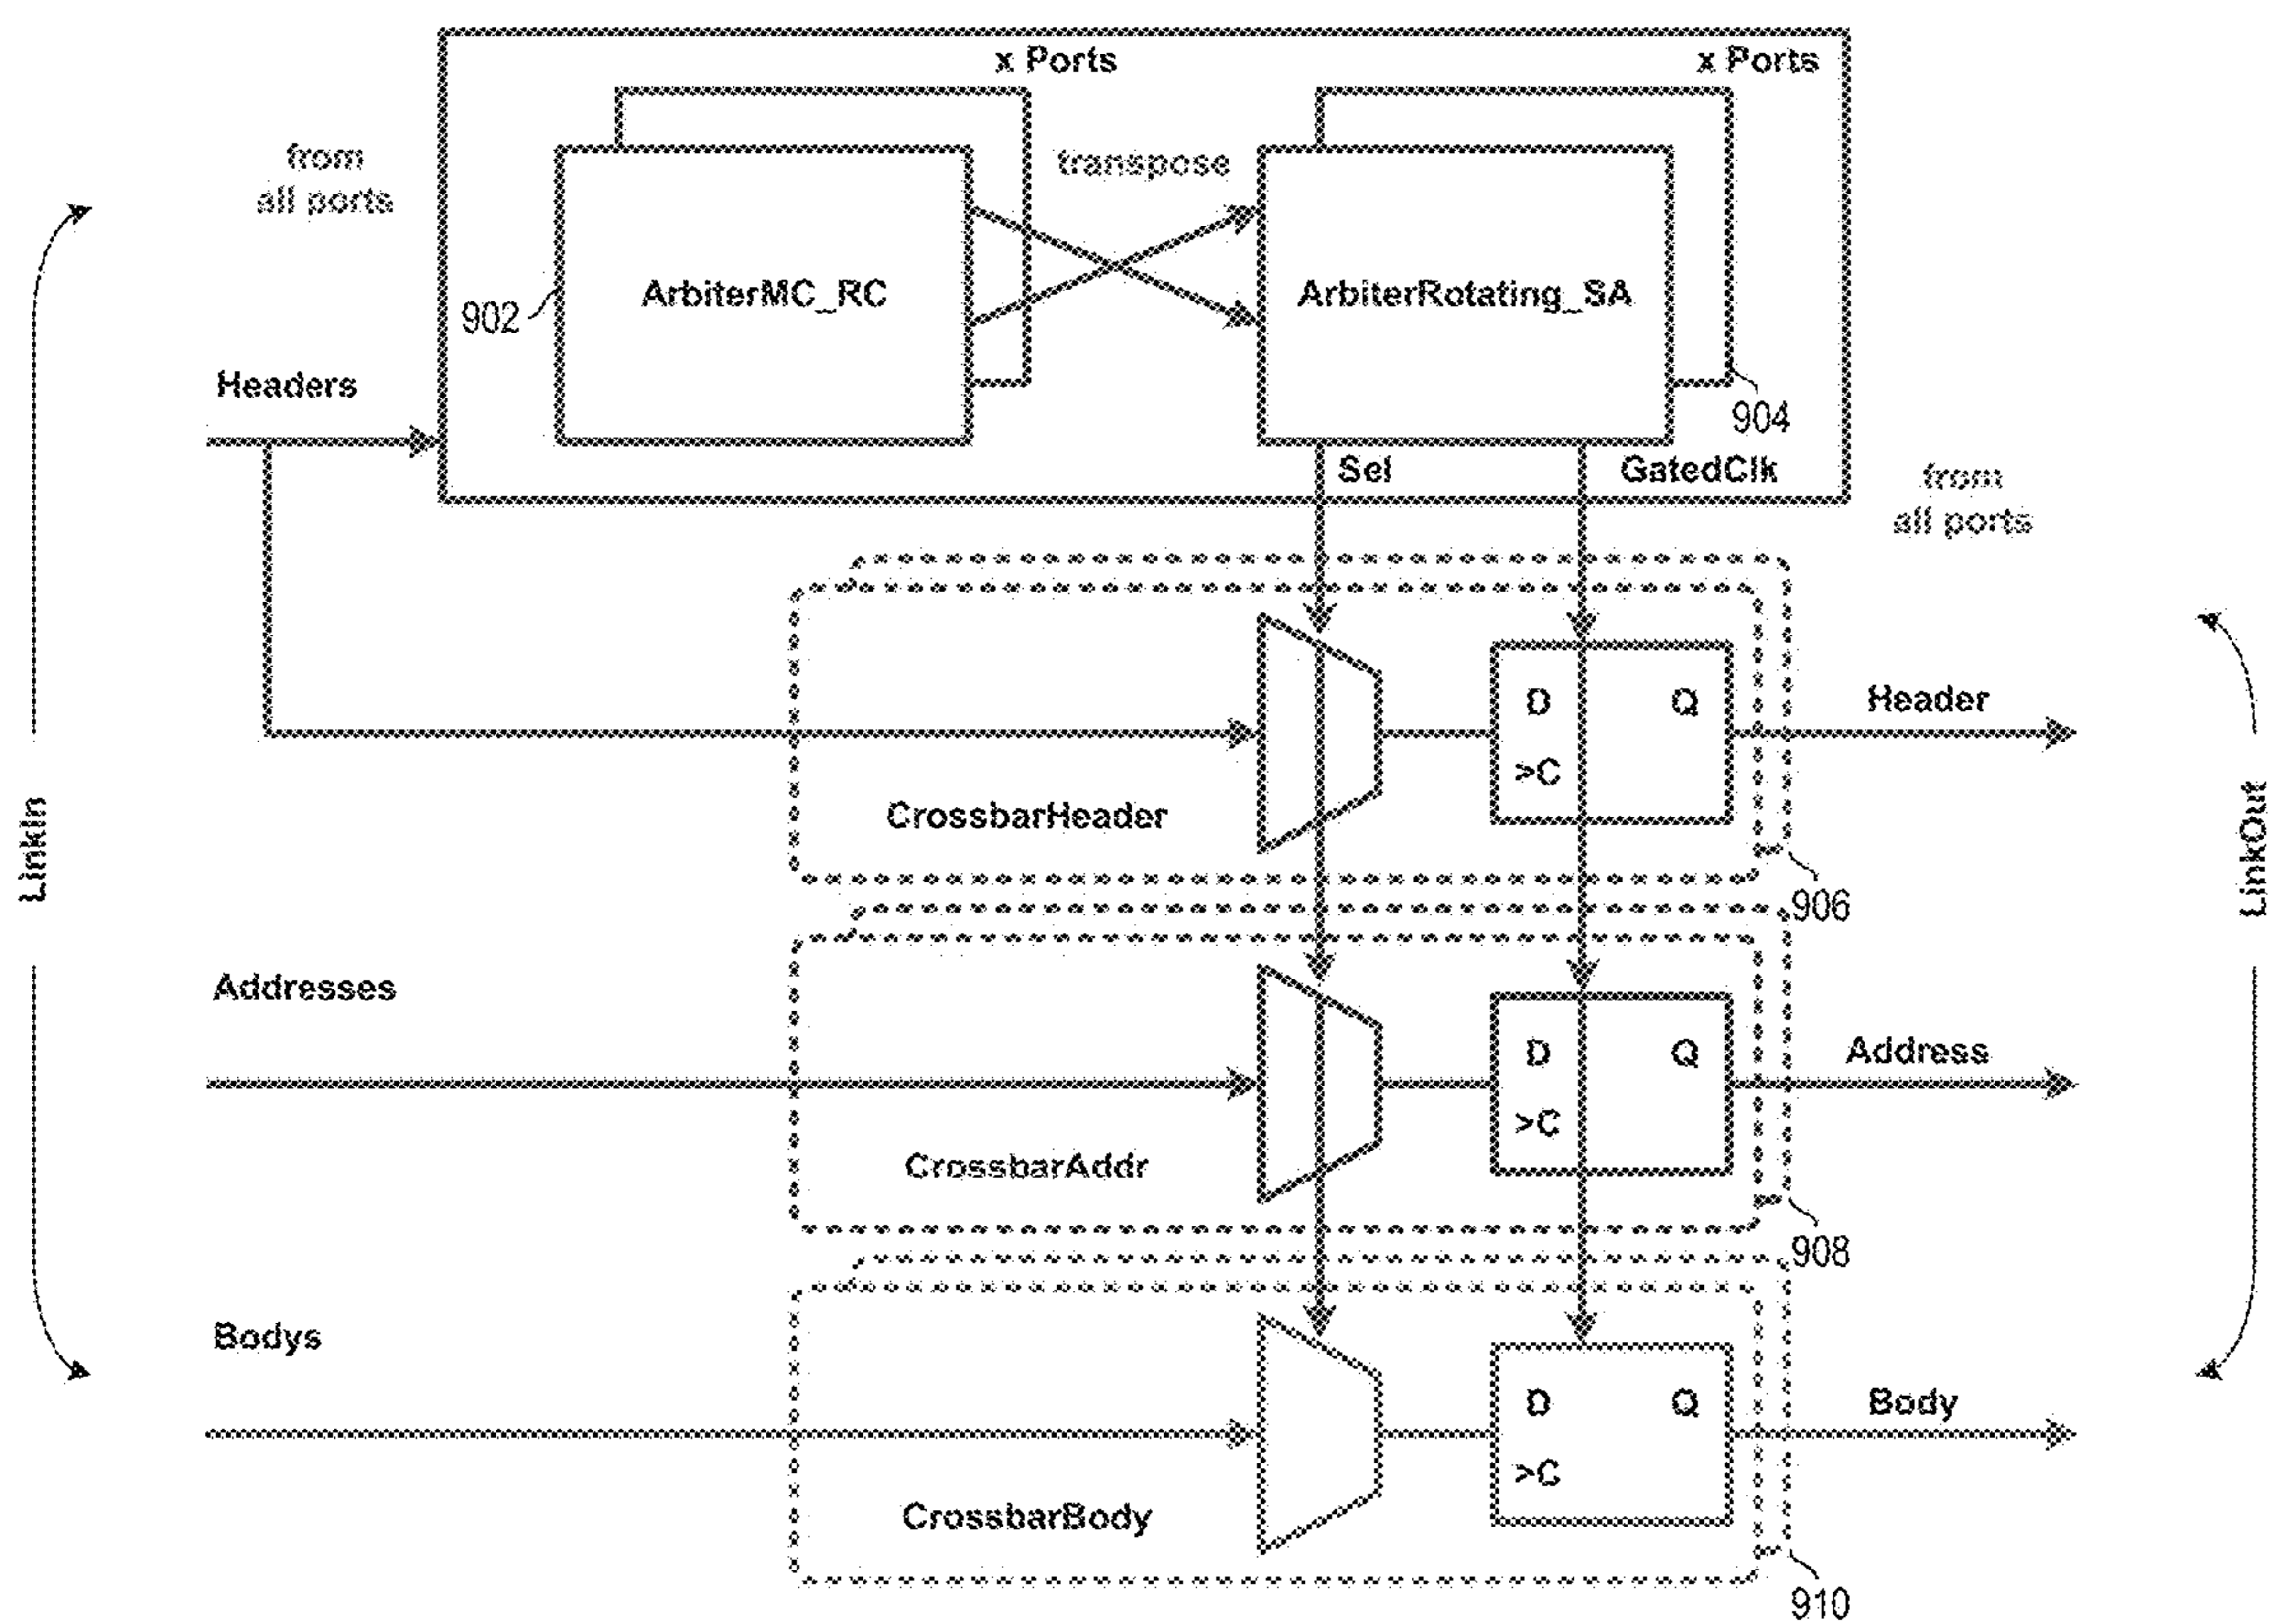 x Ports
x Ports
from
all ports
transpose
ArbiterMC_RC
ArbiterRotating_SA
902
Headers
904
Sel
GatedClk
from
all ports
D
Q
Header
>C
CrossbarHeader
LinkIn
LinkOut
906
Addresses
D
Q
Address
>C
CrossbarAddr
908
Bodys
D
Q
Body
>C
CrossbarBody
910